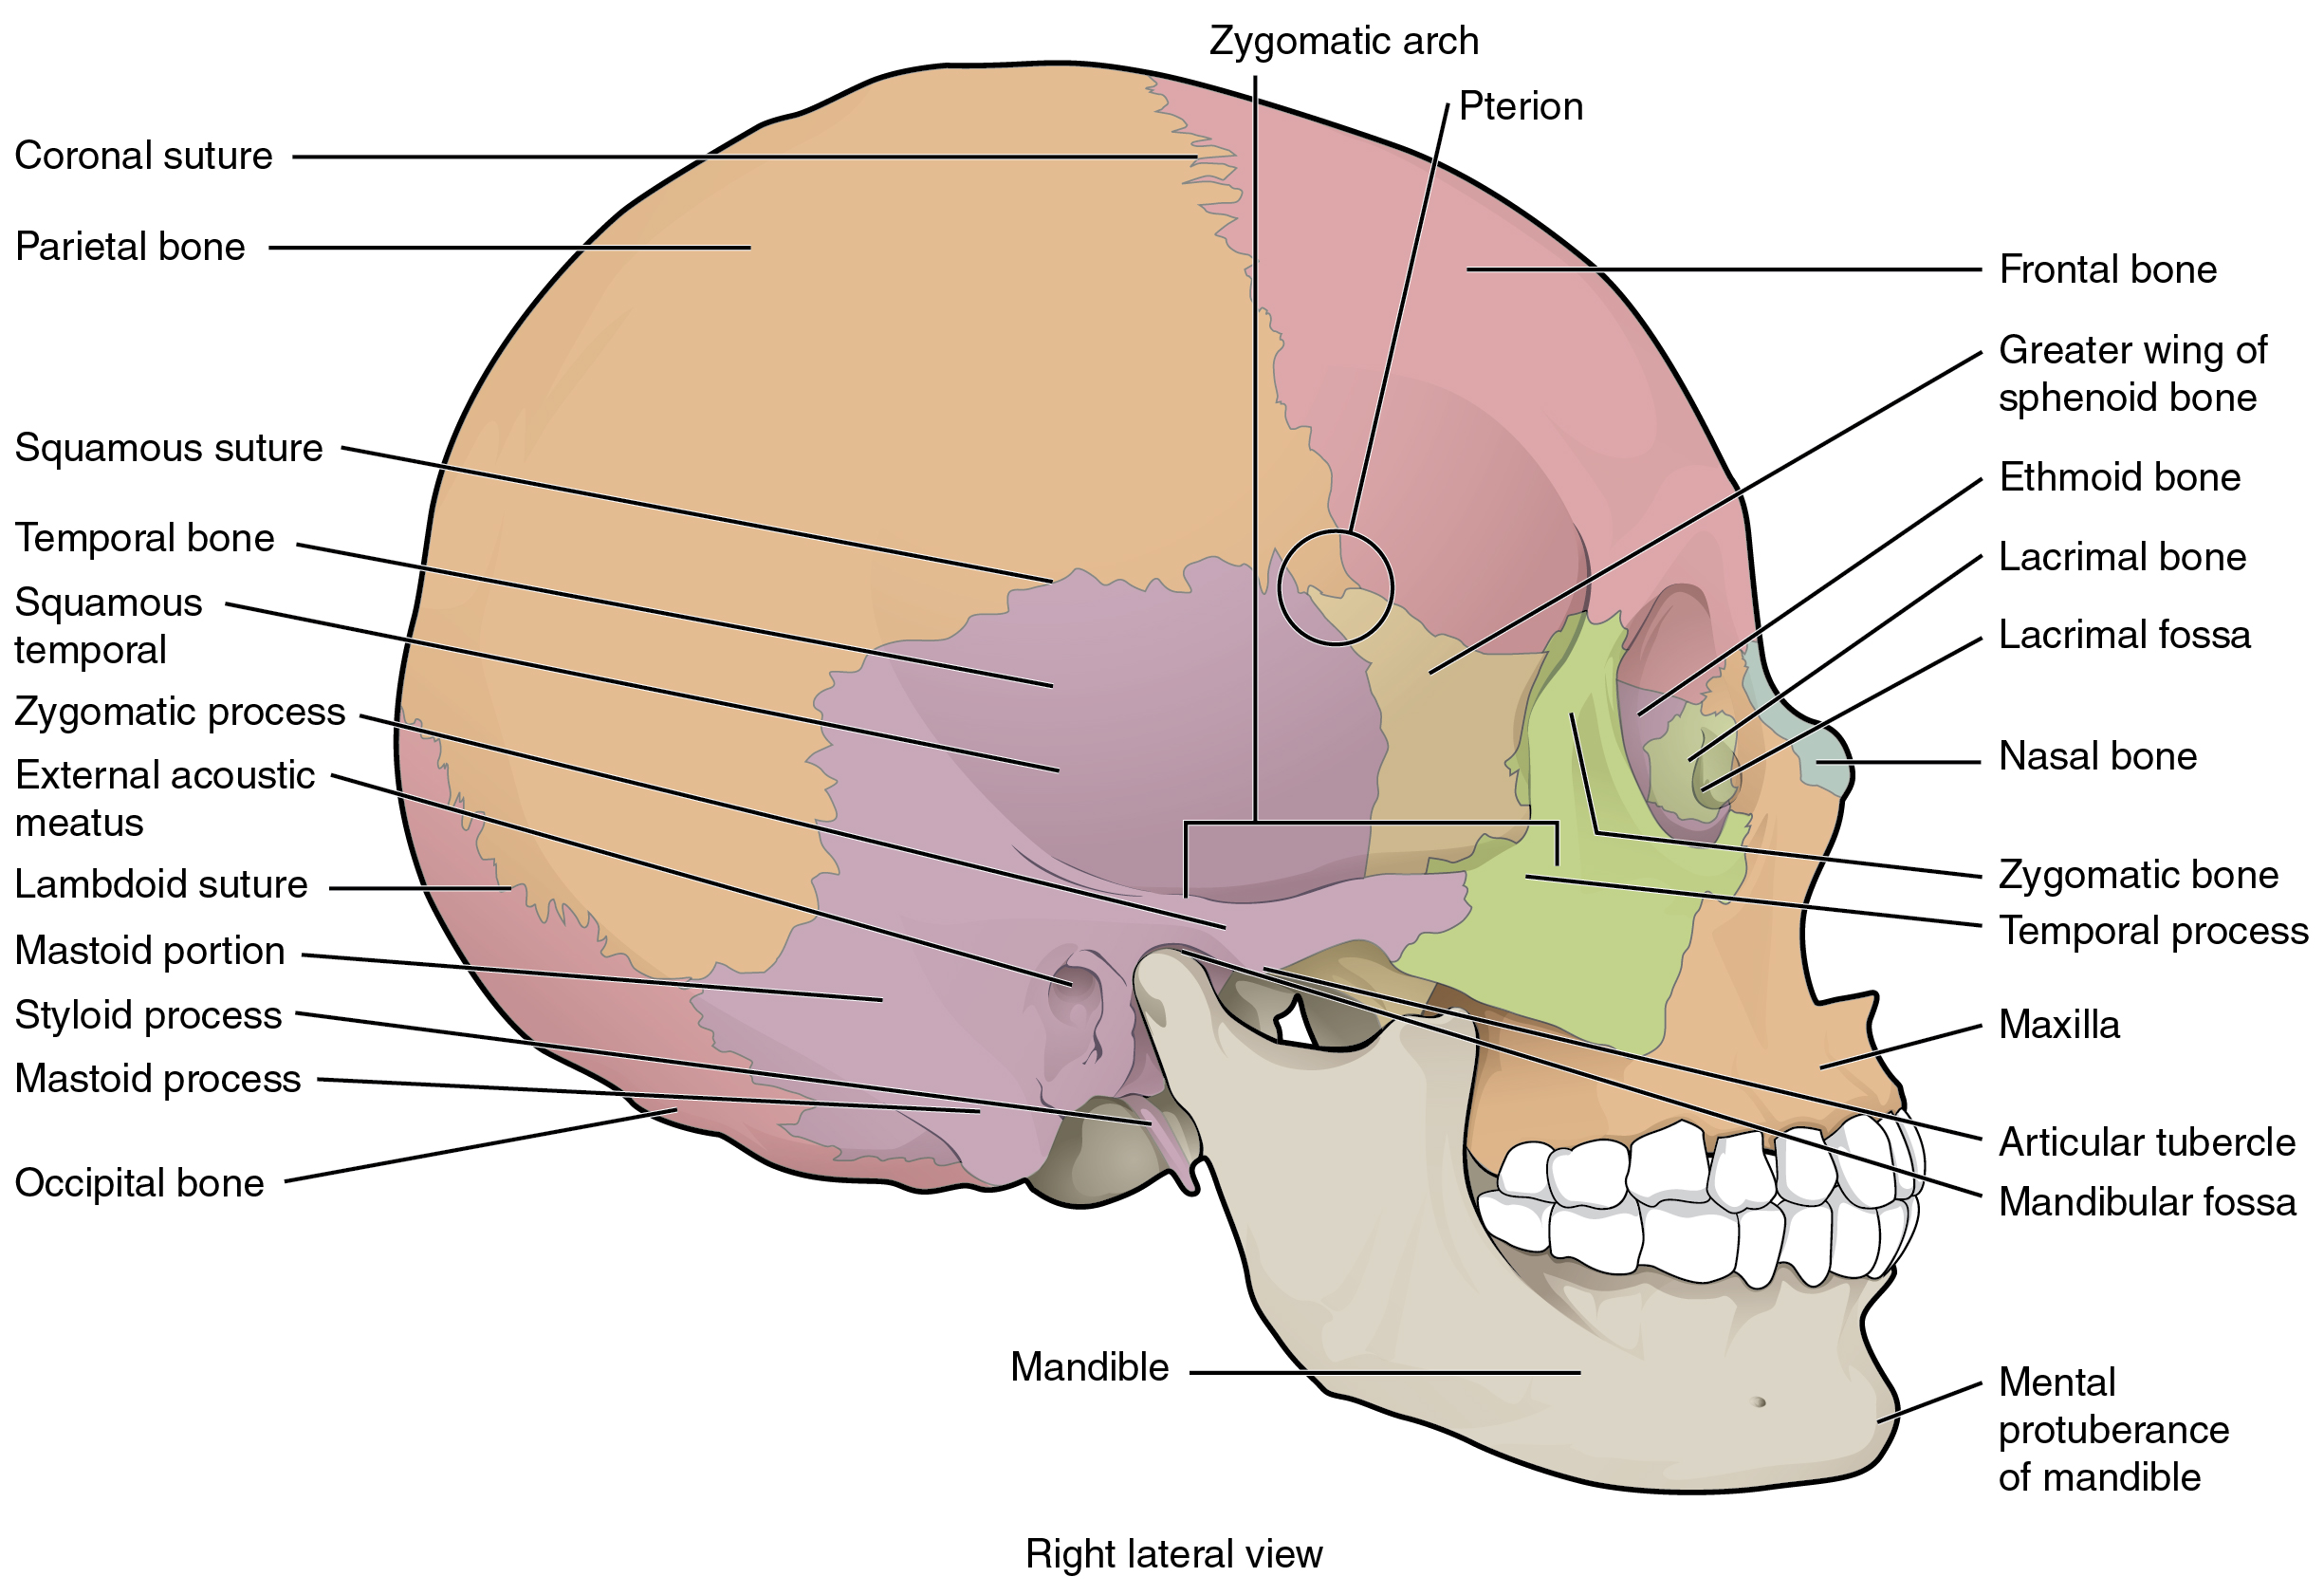 Zygomatic arch
Pterion
Coronal suture
Parietal bone
Squamous suture
Temporal bone
Squamous
temporal
Zygomatic process
External acoustic
meatus
Lambdoid suture
Mastoid portion
Styloid process
Mastoid process
Occipital bone
Frontal bone
Greater wing of
sphenoid bone
Ethmoid bone
Lacrimal bone
Lacrimal fossa
Nasal bone
Zygomatic bone
Temporal process
Maxilla
Articular tubercle
Mandibular fossa
Mandible
Mental
protuberance
of mandible
Right lateral view